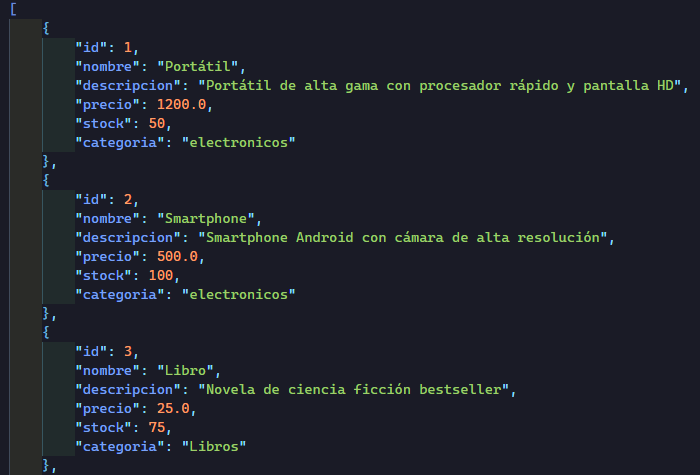 [
{
"id": 1,
"nombre": "Portátil",
"descripcion": "Portátil de alta gama con procesador rápido y pantalla HD",
"precio": 1200.0,
"stock": 50,
"categoria": "electronicos"
},
{
"id": 2,
"nombre": "Smartphone",
"descripcion": "Smartphone Android con cámara de alta resolución",
"precio": 500.0,
"stock": 100,
"categoria": "electronicos"
},
{
"id": 3,
"nombre": "Libro",
"descripcion": "Novela de ciencia ficción bestseller",
"precio": 25.0,
"stock": 75,
"categoria": "Libros"
},